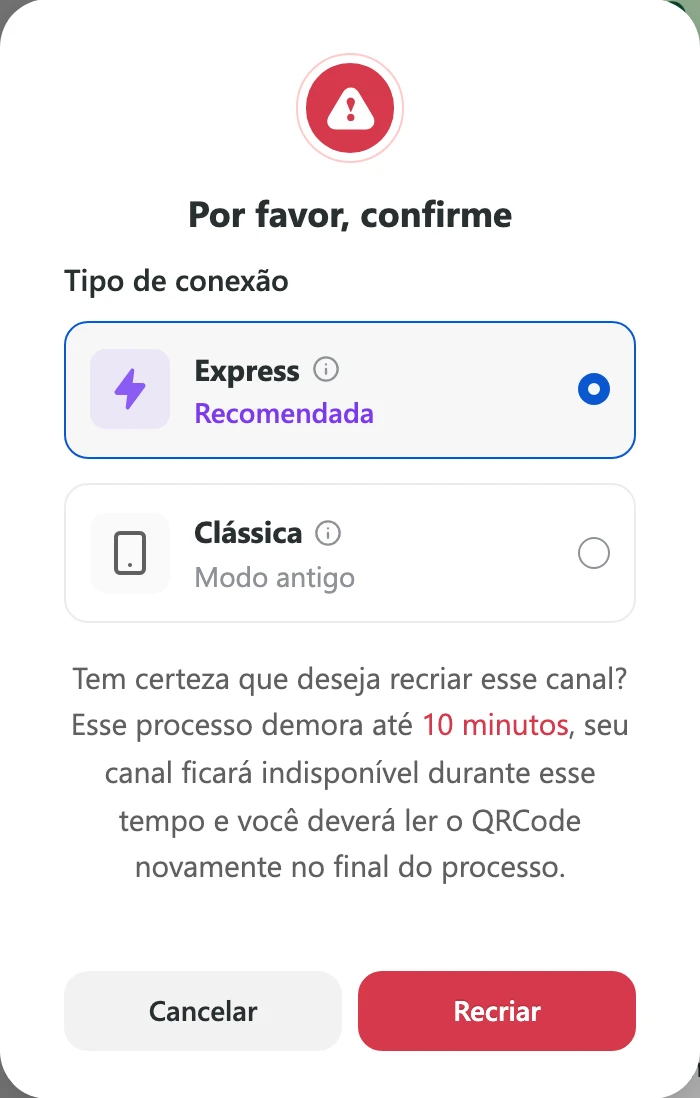 Por favor, confirme
Tipo de conexão
Express
Recomendada
Clássica
Modo antigo
Tem certeza que deseja recriar esse canal?
Esse processo demora até 10 minutos, seu
canal ficará indisponível durante esse
tempo e você deverá ler o QRCode
novamente no final do processo.
Cancelar
Recriar